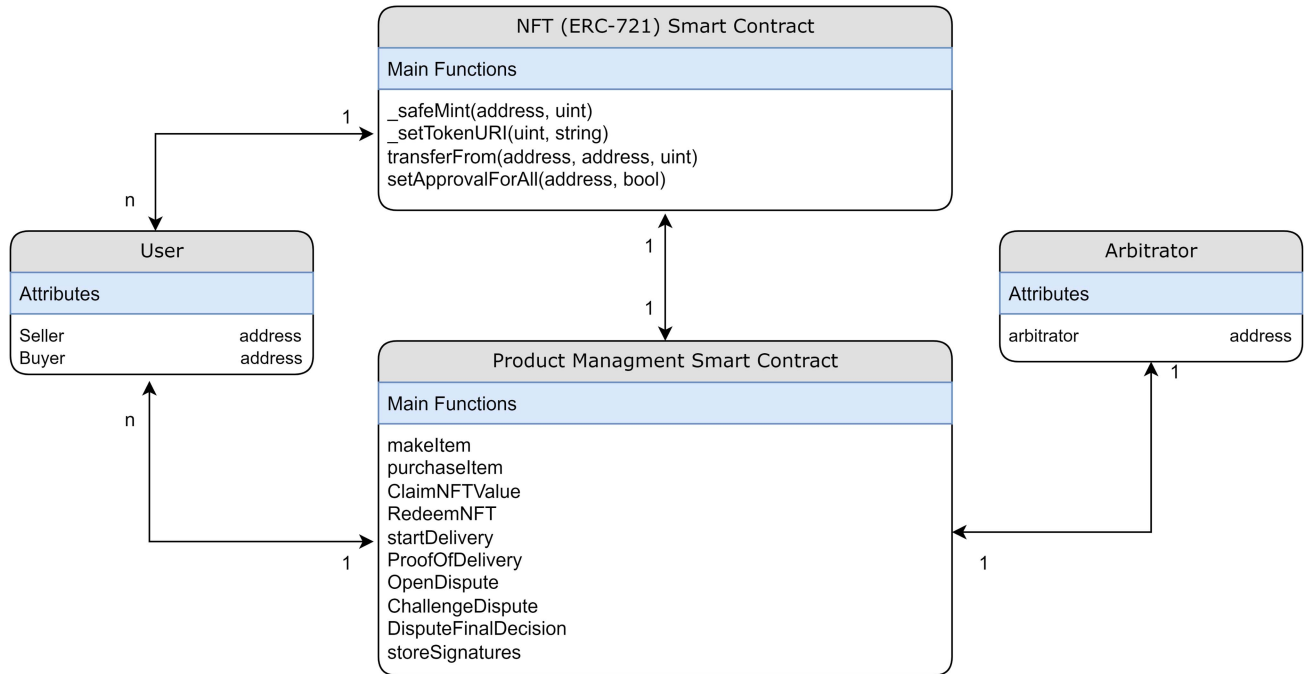 NFT (ERC-721) Smart Contract
Main Functions
_safeMint(address, uint)
_setTokenURI(uint, string)
transferFrom(address, address, uint)
setApprovalForAll(address, bool)
1
n
User
Attributes
Seller address
Buyer address
1
1
Arbitrator
Attributes
arbitrator address
1
Product Managment Smart Contract
Main Functions
makeItem
purchaseItem
ClaimNFTValue
RedeemNFT
startDelivery
ProofOfDelivery
OpenDispute
ChallengeDispute
DisputeFinalDecision
storeSignatures
n
1
1